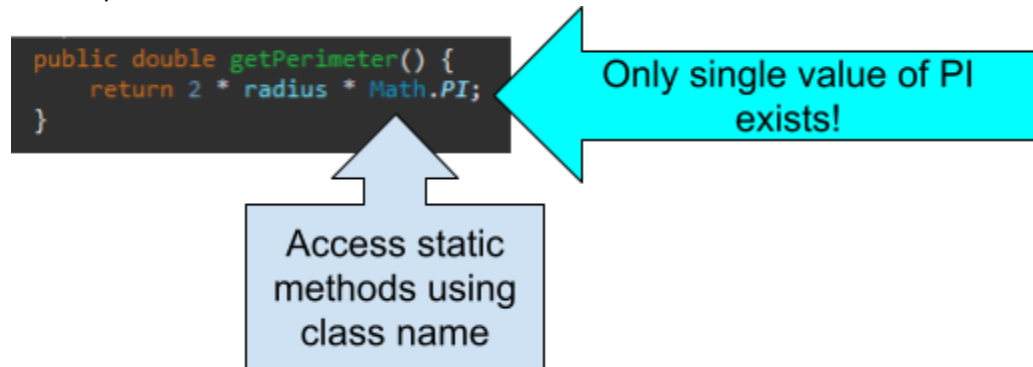 public double getPerimeter() {
return 2 * radius * Math.PI;
}
Only single value of PI
exists!
Access static
methods using
class name